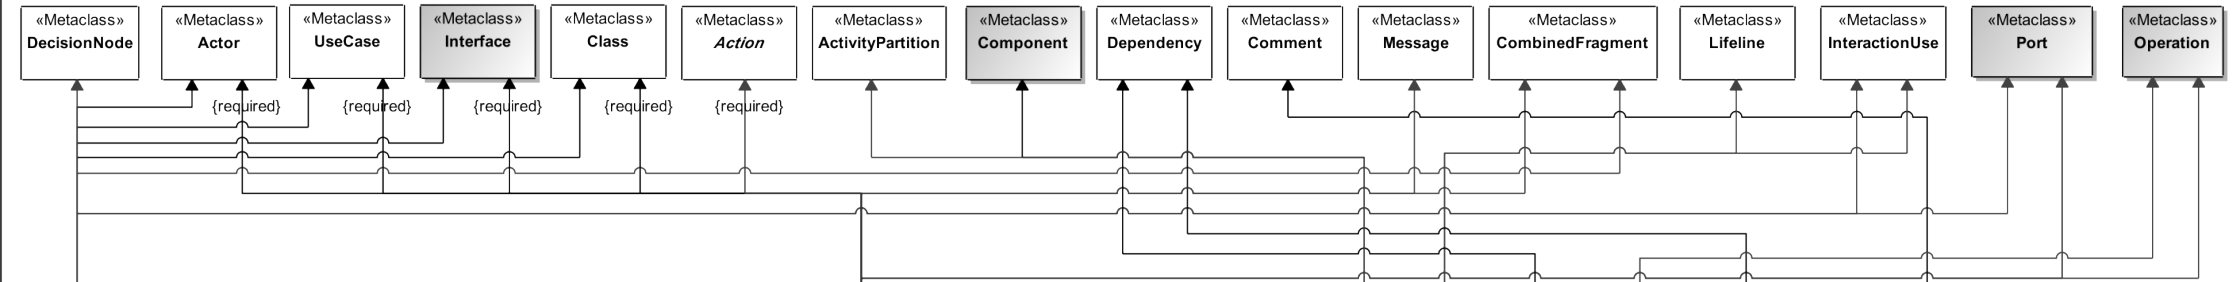 «Metaclass»
DecisionNode
«Metaclass»
Actor
«Metaclass»
UseCase
«Metaclass»
Interface
«Metaclass»
Class
«Metaclass»
Action
«Metaclass»
ActivityPartition
«Metaclass»
Component
«Metaclass»
Dependency
«Metaclass»
Comment
«Metaclass»
Message
«Metaclass»
CombinedFragment
«Metaclass»
Lifeline
«Metaclass»
InteractionUse
«Metaclass»
Port
«Metaclass»
Operation
{required}
{required}
{required}
{required}
{required}